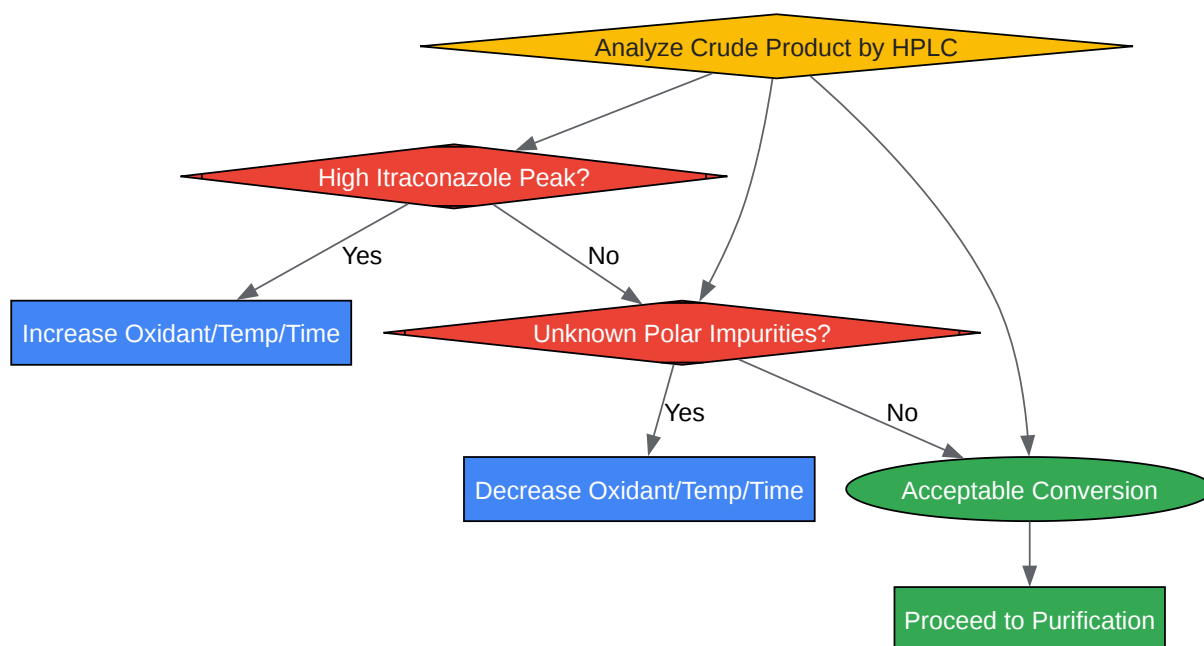 Analyze Crude Product by HPLC
High Itraconazole Peak?
Yes
No
Increase Oxidant/Temp/Time
Unknown Polar Impurities?
Yes
No
Decrease Oxidant/Temp/Time
Acceptable Conversion
Proceed to Purification